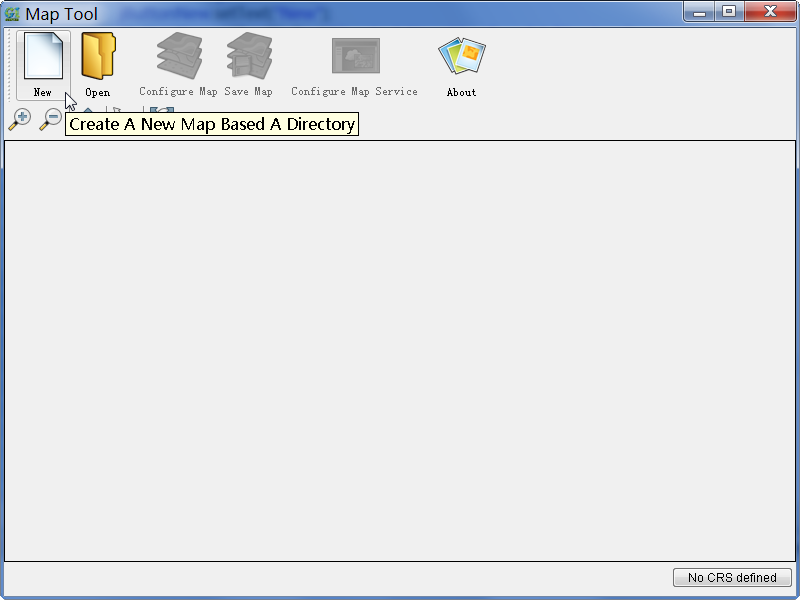 Map Tool
New
Open
Configure Map
Save Map
Configure Map Service
About
Create A New Map Based A Directory
No CRS defined